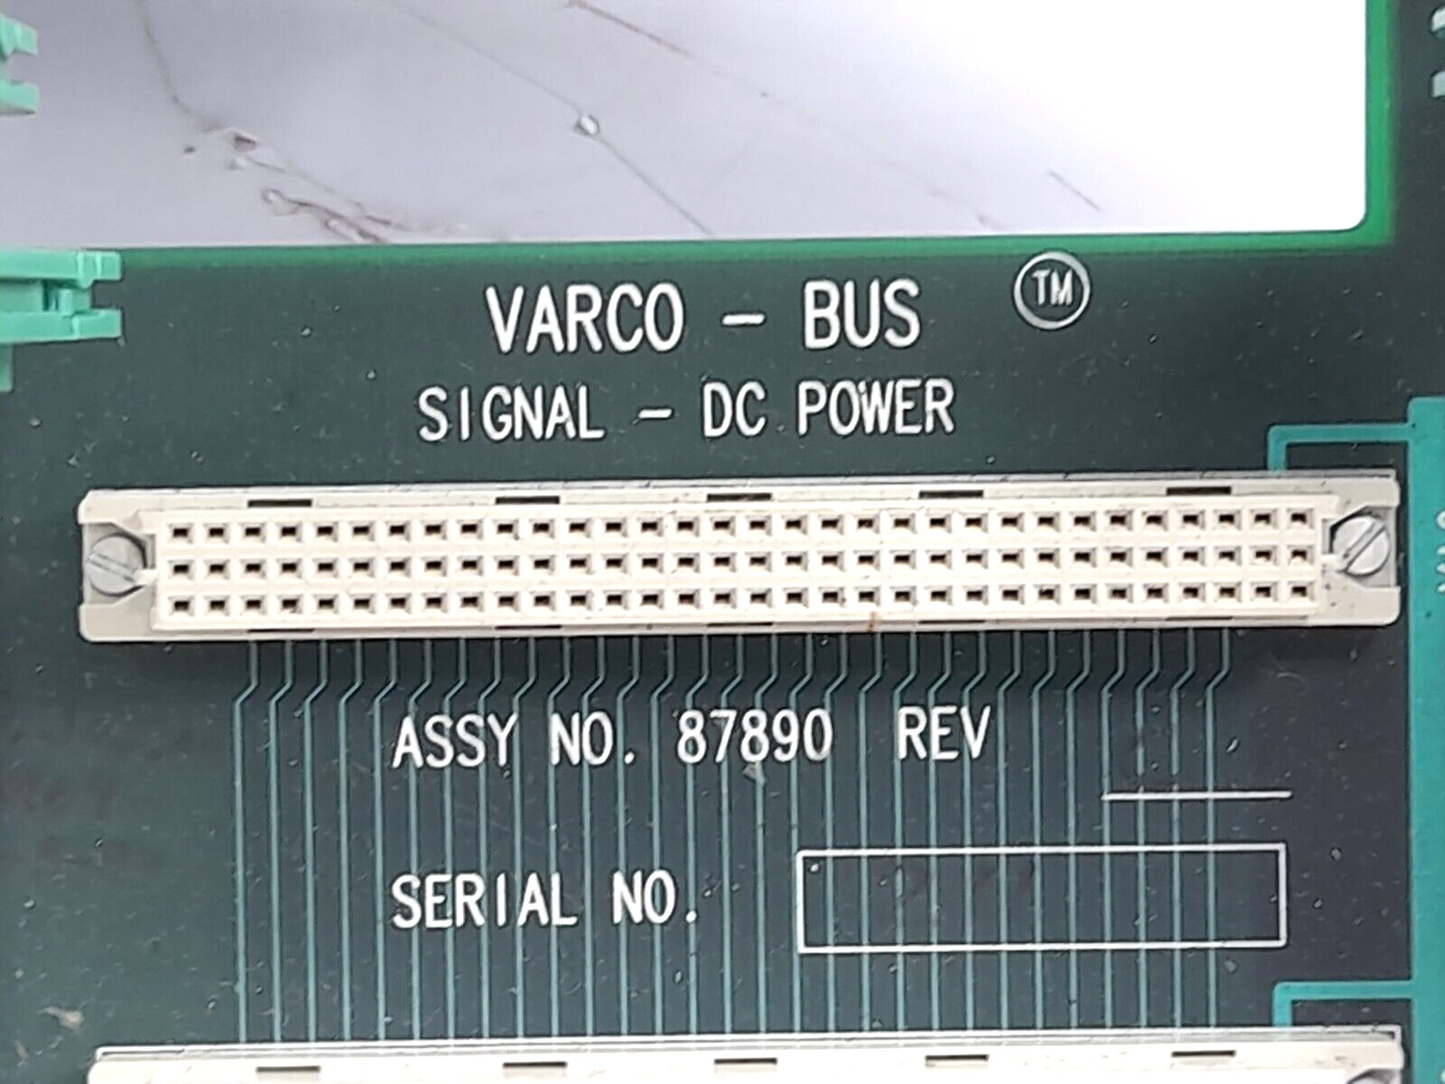 VARCO - BUS ™
SIGNAL - DC POWER
ASSY NO. 87890 REV
SERIAL NO.